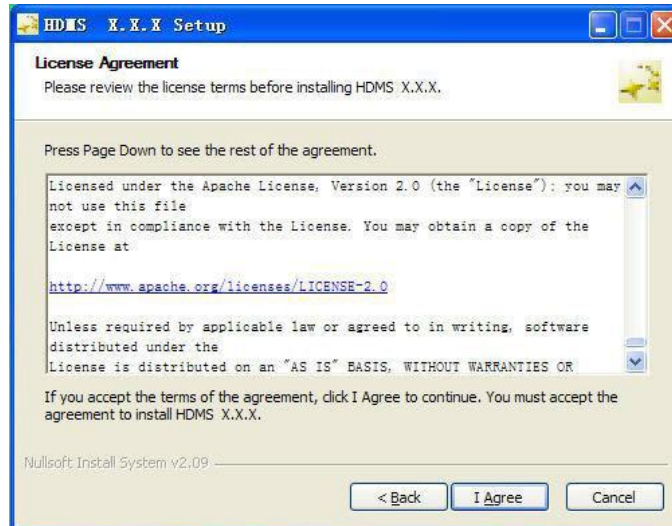 HDMS X.X.X Setup
License Agreement
Please review the license terms before installing HDMS X.X.X.
Press Page Down to see the rest of the agreement.
Licensed under the Apache License, Version 2.0 (the "License"); you may
not use this file
except in compliance with the License. You may obtain a copy of the
License at
http://www.apache.org/licenses/LICENSE-2.0
Unless required by applicable law or agreed to in writing, software
distributed under the
License is distributed on an "AS IS" BASIS, WITHOUT WARRANTIES OR
If you accept the terms of the agreement, click I Agree to continue. You must accept the
agreement to install HDMS X.X.X.
Nullsoft Install System v2.09
< Back
I Agree
Cancel